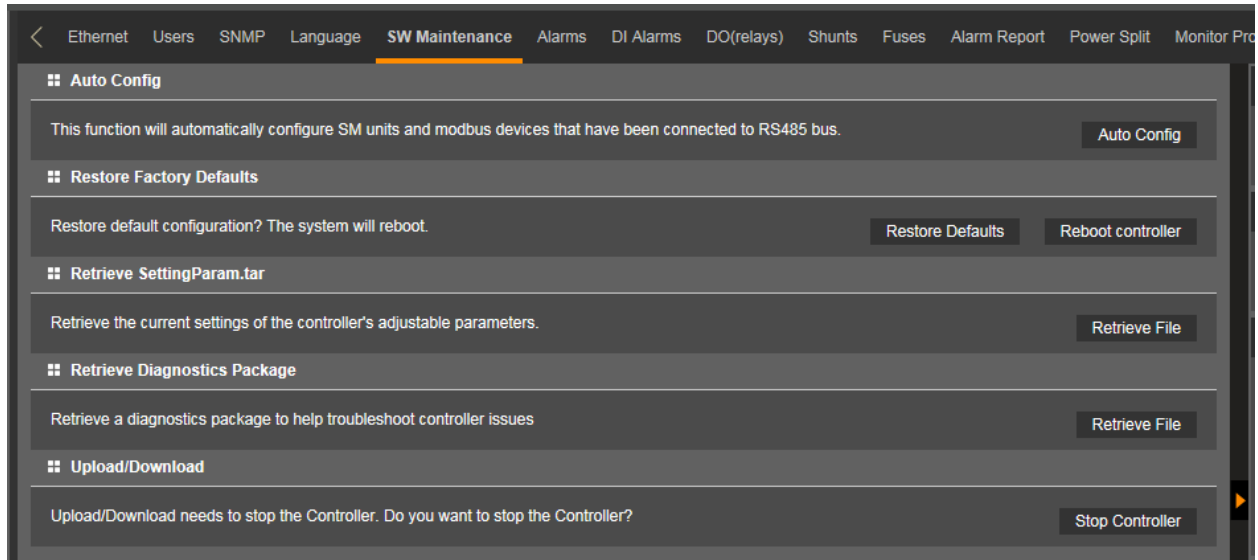 Ethernet Users SNMP Language SW Maintenance Alarms DI Alarms DO(relays) Shunts Fuses Alarm Report Power Split Monitor
Auto Config
This function will automatically configure SM units and modbus devices that have been connected to RS485 bus.
Auto Config
Restore Factory Defaults
Restore default configuration? The system will reboot.
Restore Defaults Reboot controller
Retrieve SettingParam.tar
Retrieve the current settings of the controller's adjustable parameters.
Retrieve File
Retrieve Diagnostics Package
Retrieve a diagnostics package to help troubleshoot controller issues
Retrieve File
Upload/Download
Upload/Download needs to stop the Controller. Do you want to stop the Controller?
Stop Controller